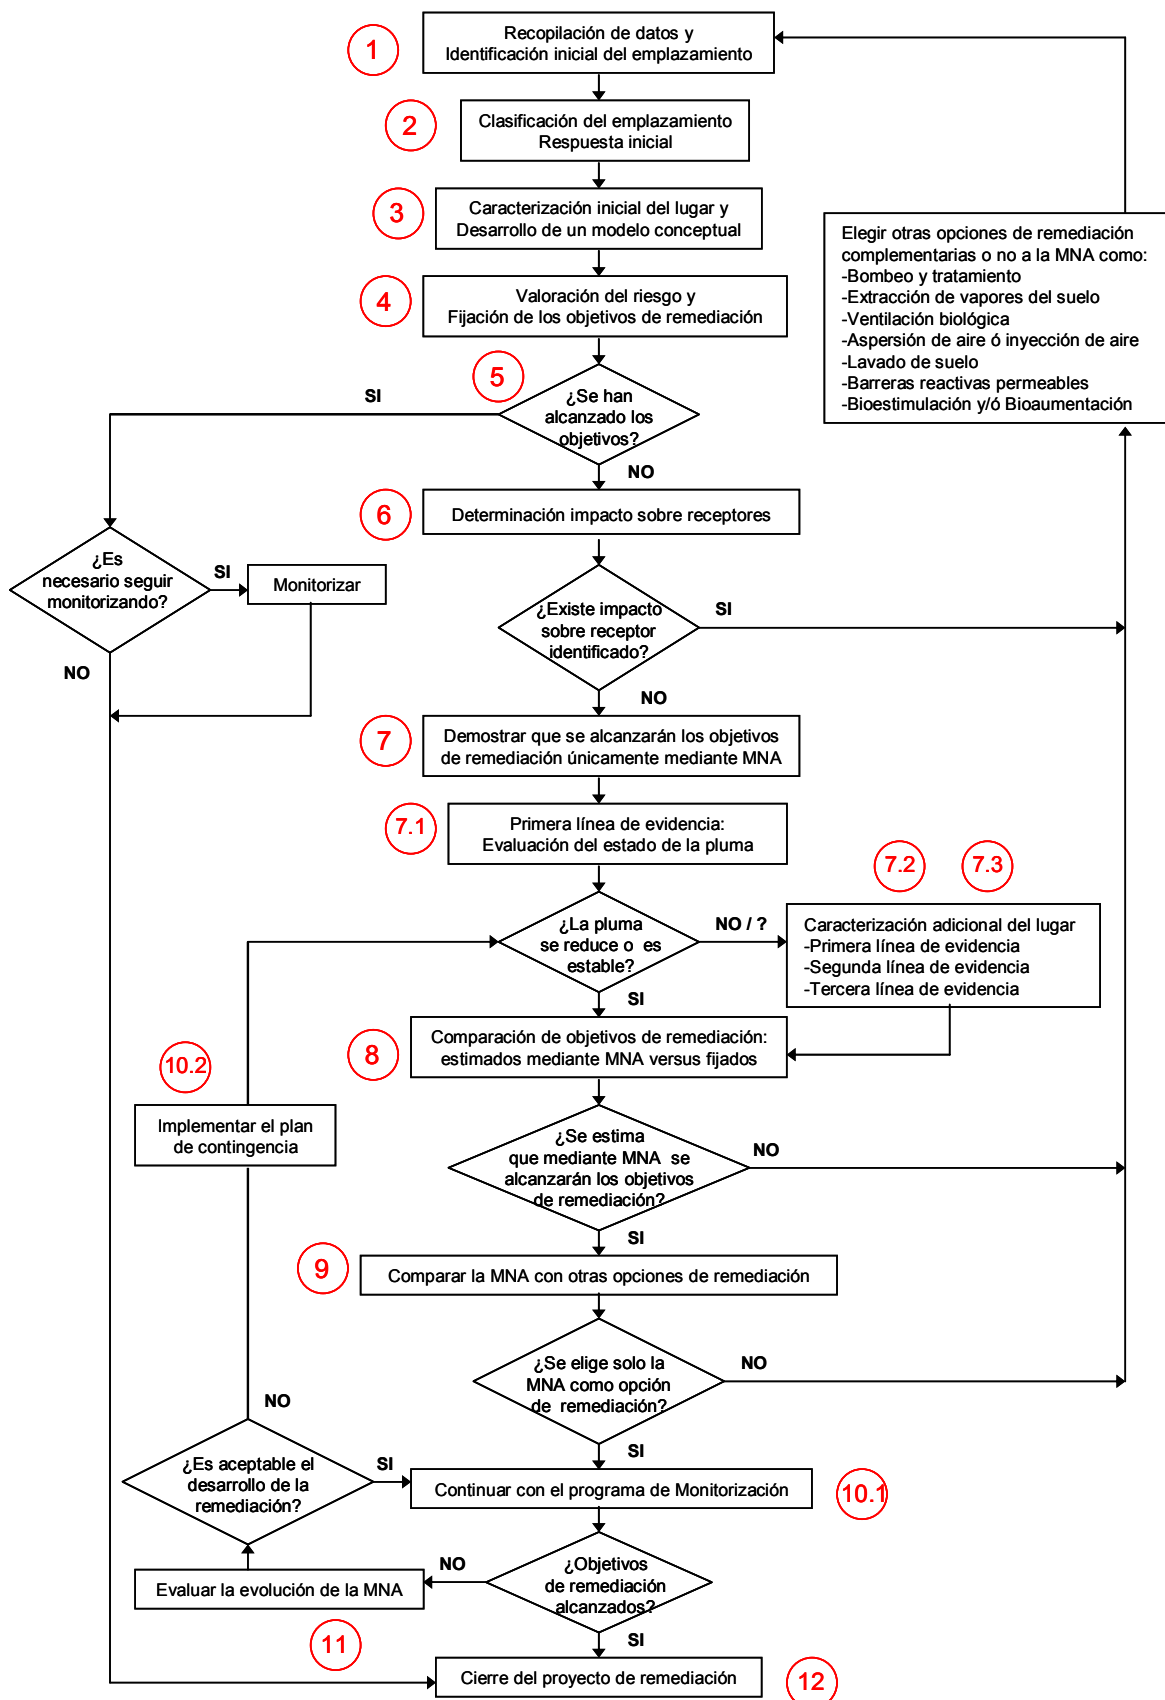 1
Recopilación de datos y
Identificación inicial del emplazamiento
2
Clasificación del emplazamiento
Respuesta inicial
3
Caracterización inicial del lugar y
Desarrollo de un modelo conceptual
Elegir otras opciones de remediación
complementarias o no a la MNA como:
-Bombeo y tratamiento
-Extracción de vapores del suelo
-Ventilación biológica
-Aspersión de aire ó inyección de aire
-Lavado de suelo
-Barreras reactivas permeables
-Bioestimulación y/ó Bioaumentación
4
Valoración del riesgo y
Fijación de los objetivos de remediación
5
SI
¿Se han
alcanzado los
objetivos?
NO
6
Determinación impacto sobre receptores
¿Es
necesario seguir
monitorizando?
SI
Monitorizar
NO
¿Existe impacto
sobre receptor
identificado?
SI
NO
7
Demostrar que se alcanzarán los objetivos
de remediación únicamente mediante MNA
7.1
Primera línea de evidencia:
Evaluación del estado de la pluma
7.2
7.3
¿La pluma
se reduce o es
estable?
NO / ?
Caracterización adicional del lugar
-Primera línea de evidencia
-Segunda línea de evidencia
-Tercera línea de evidencia
SI
8
Comparación de objetivos de remediación:
estimados mediante MNA versus fijados
10.2
Implementar el plan
de contingencia
¿Se estima
que mediante MNA se
alcanzarán los objetivos
de remediación?
NO
SI
9
Comparar la MNA con otras opciones de remediación
¿Se elige solo la
MNA como opción
de remediación?
NO
SI
NO
¿Es aceptable el
desarrollo de la
remediación?
SI
Continuar con el programa de Monitorización
10.1
¿Objetivos
de remediación
alcanzados?
NO
Evaluar la evolución de la MNA
11
SI
Cierre del proyecto de remediación
12